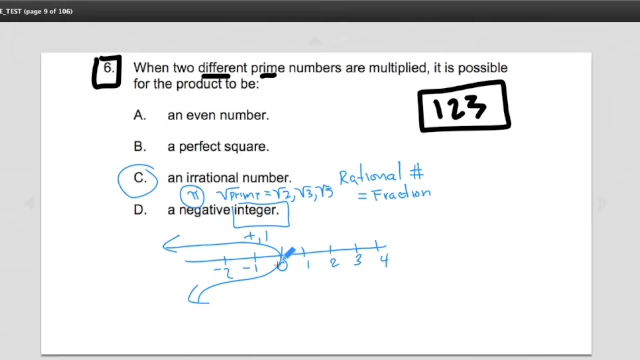 E_TEST (page 9 of 106)
6. When two different prime numbers are multiplied, it is possible
for the product to be:
123
A. an even number.
B. a perfect square.
C. an irrational number. Rational #
π √Prime = √2, √3, √5 = Fraction
D. a negative integer.
+, 1
-2 -1 0 1 2 3 4